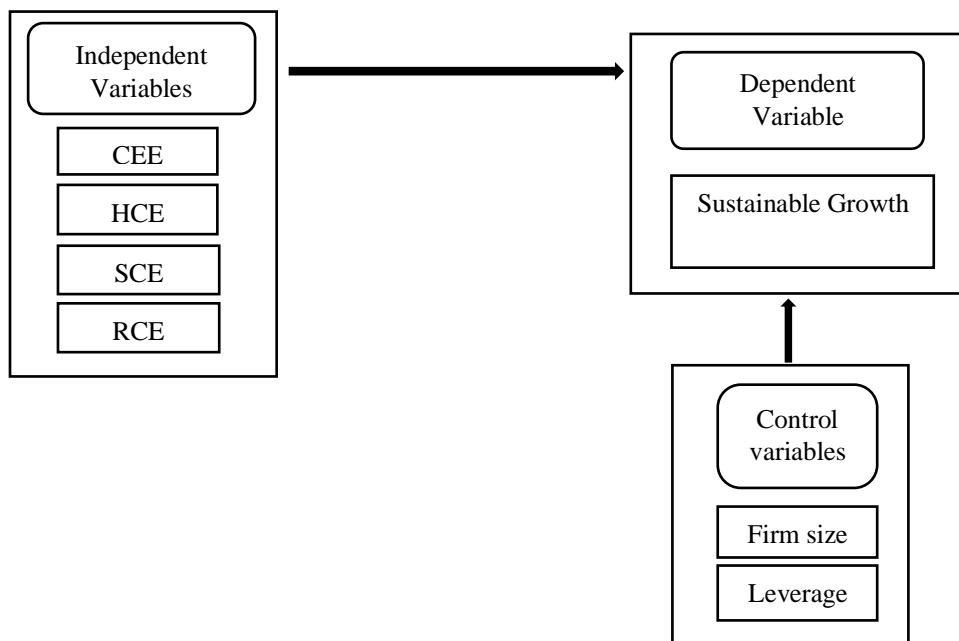 Independent
Variables
CEE
HCE
SCE
RCE
Dependent
Variable
Sustainable Growth
Control
variables
Firm size
Leverage